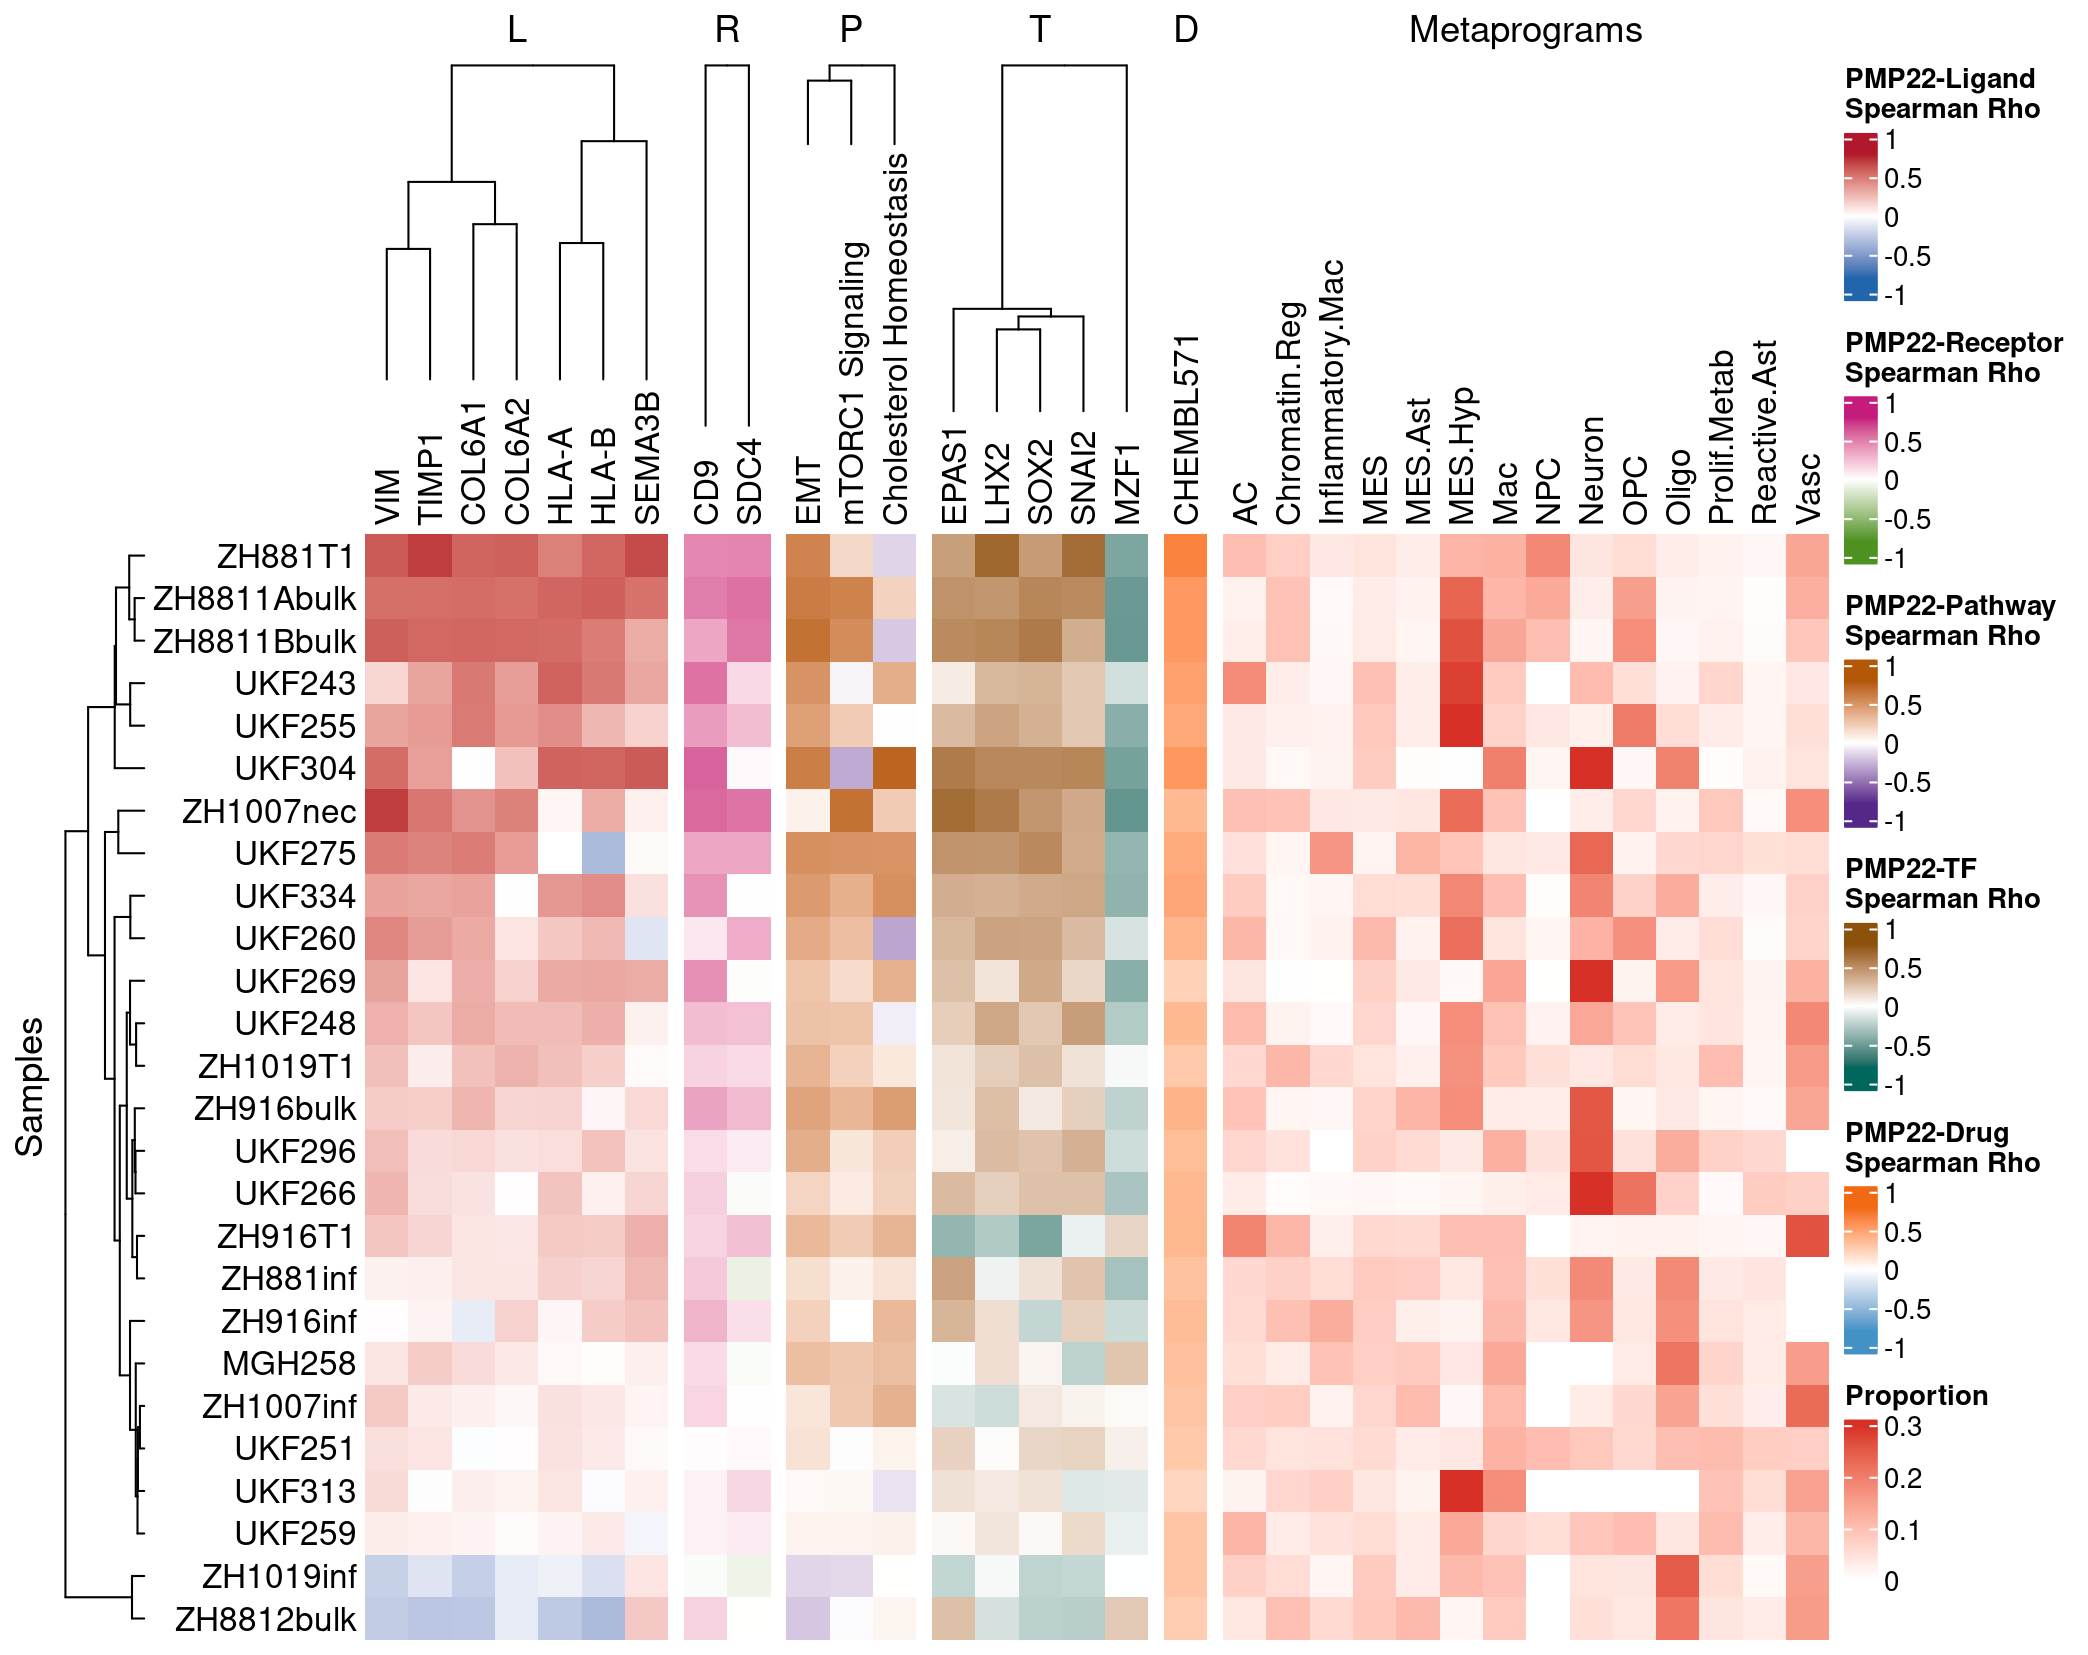 L
R
P
T
D
Metaprograms
VIM
TIMP1
COL6A1
COL6A2
HLA-A
HLA-B
SEMA3B
CD9
SDC4
EMT
mTORC1 Signaling
Cholesterol Homeostasis
EPAS1
LHX2
SOX2
SNAI2
MZF1
CHEMBL571
AC
Chromatin.Reg
Inflammatory.Mac
MES
MES.Ast
MES.Hyp
Mac
NPC
Neuron
OPC
Oligo
Prolif.Metab
Reactive.Ast
Vasc
Samples
ZH881T1
ZH8811Abulk
ZH8811Bbulk
UKF243
UKF255
UKF304
ZH1007nec
UKF275
UKF334
UKF260
UKF269
UKF248
ZH1019T1
ZH916bulk
UKF296
UKF266
ZH916T1
ZH881inf
ZH916inf
MGH258
ZH1007inf
UKF251
UKF313
UKF259
ZH1019inf
ZH8812bulk
PMP22-Ligand
Spearman Rho
1
0.5
0
-0.5
-1
PMP22-Receptor
Spearman Rho
1
0.5
0
-0.5
-1
PMP22-Pathway
Spearman Rho
1
0.5
0
-0.5
-1
PMP22-TF
Spearman Rho
1
0.5
0
-0.5
-1
PMP22-Drug
Spearman Rho
1
0.5
0
-0.5
-1
Proportion
0.3
0.2
0.1
0